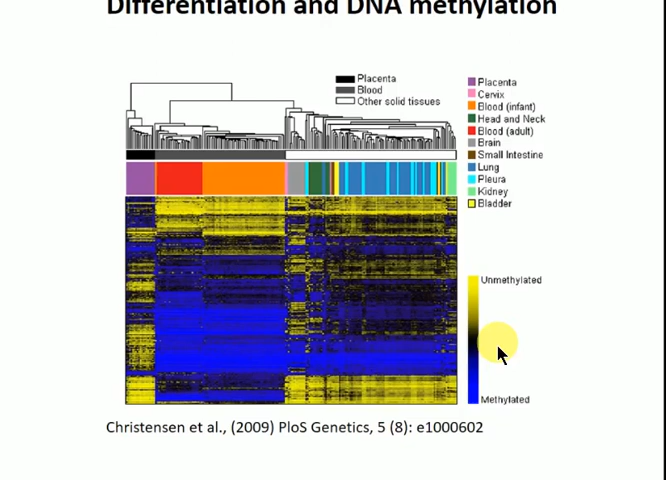 Differentiation and DNA methylation
Placenta
Blood
Other solid tissues
Placenta
Cervix
Blood (infant)
Head and Neck
Blood (adult)
Brain
Small Intestine
Lung
Pleura
Kidney
Bladder
Unmethylated
Methylated
Christensen et al., (2009) PloS Genetics, 5 (8): e1000602